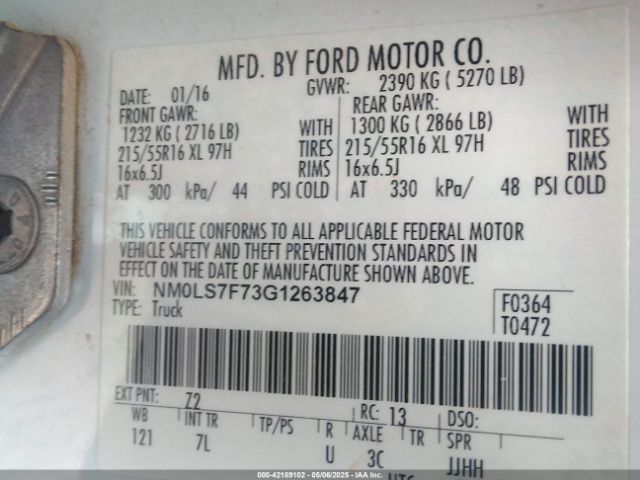 MFD. BY FORD MOTOR CO.
DATE: 01/16 GVWR: 2390 KG ( 5270 LB)
FRONT GAWR: REAR GAWR:
1232 KG ( 2716 LB) WITH 1300 KG ( 2866 LB) WITH
215/55R16 XL 97H TIRES 215/55R16 XL 97H TIRES
16x6.5J RIMS 16x6.5J RIMS
AT 300 kPa/ 44 PSI COLD AT 330 kPa/ 48 PSI COLD
THIS VEHICLE CONFORMS TO ALL APPLICABLE FEDERAL MOTOR
VEHICLE SAFETY AND THEFT PREVENTION STANDARDS IN
EFFECT ON THE DATE OF MANUFACTURE SHOWN ABOVE.
VIN: NM0LS7F73G1263847 F0364
TYPE: Truck T0472
EXT PNT: Z2 RC: 13 DSO:
WB INT TR TP/PS R AXLE TR SPR
121 7L U 3C JJHH
000-42189102 - 05/06/2025 - IAAI.com